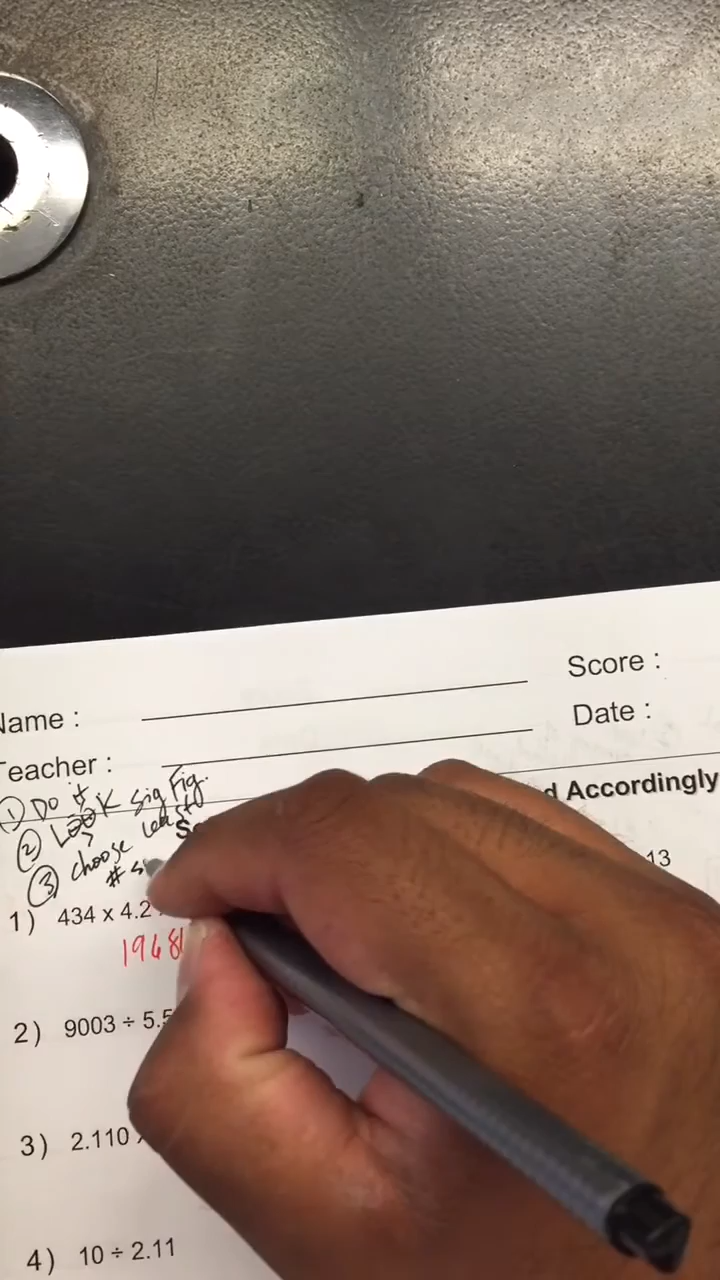 Name :
Score :
Teacher :
Date :
① Do it
② Look Sig Fig.
③ choose least
# s
d Accordingly
13
1) 434 x 4.2
1968
2) 9003 ÷ 5.5
3) 2.110
4) 10 ÷ 2.11